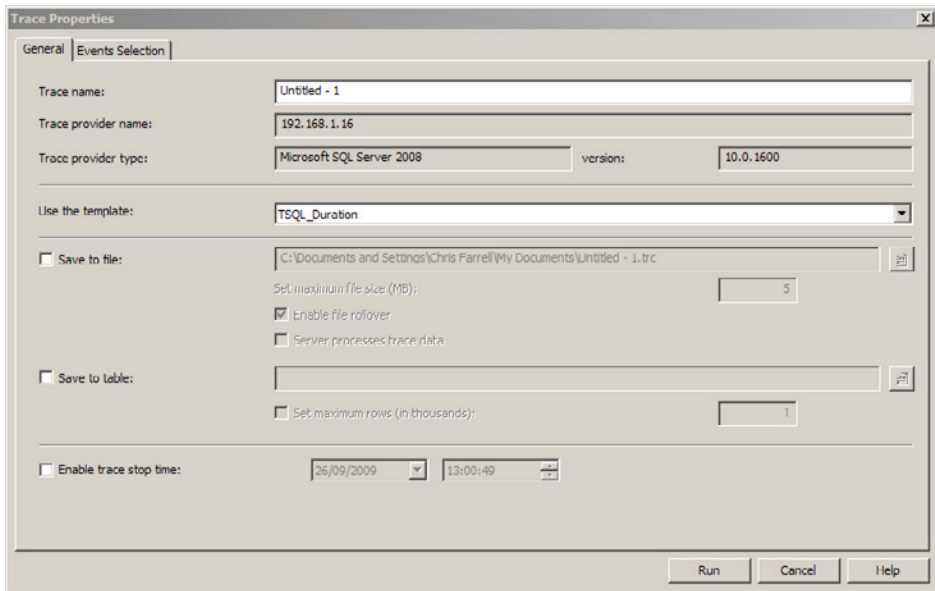 Trace Properties
General Events Selection
Trace name: Untitled - 1
Trace provider name: 192.168.1.16
Trace provider type: Microsoft SQL Server 2008 version: 10.0.1600
Use the template: TSQL_Duration
Save to file: C:\Documents and Settings\Chris Farrell\My Documents\Untitled - 1.trc
Set maximum file size (MB): 5
Enable file rollover
Server processes trace data
Save to table:
Set maximum rows (in thousands): 1
Enable trace stop time: 26/09/2009 13:00:49
Run Cancel Help